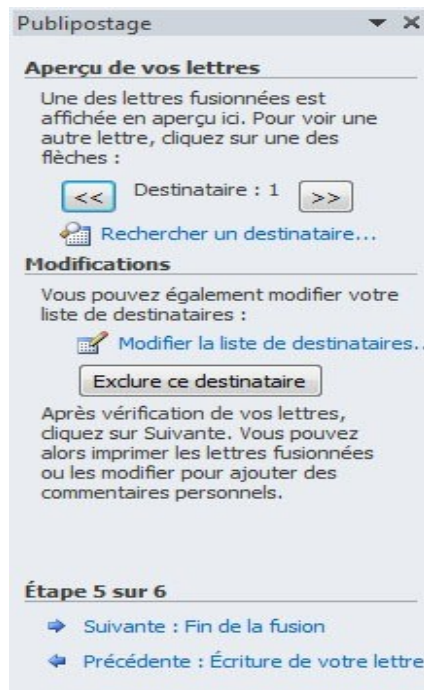 Publipostage
Aperçu de vos lettres
Une des lettres fusionnées est
affichée en aperçu ici. Pour voir une
autre lettre, cliquez sur une des
flèches :
<< Destinataire : 1 >>
Rechercher un destinataire...
Modifications
Vous pouvez également modifier votre
liste de destinataires :
Modifier la liste de destinataires..
Exclure ce destinataire
Après vérification de vos lettres,
cliquez sur Suivante. Vous pouvez
alors imprimer les lettres fusionnées
ou les modifier pour ajouter des
commentaires personnels.
Étape 5 sur 6
Suivante : Fin de la fusion
Précédente : Écriture de votre lettre